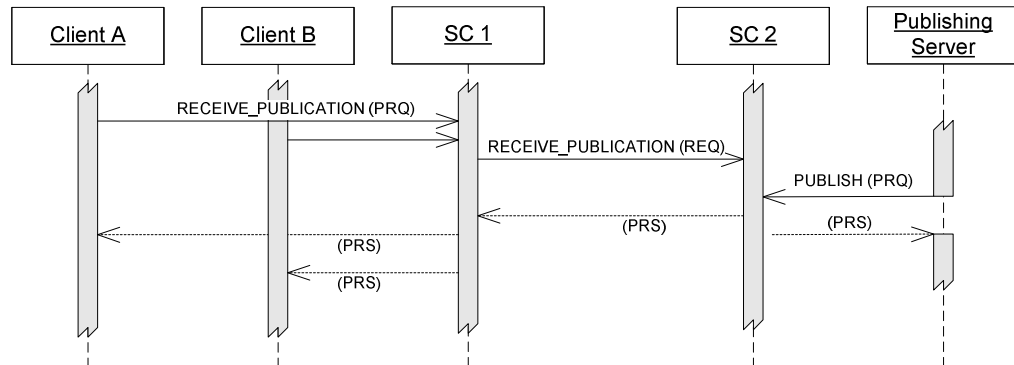 Client A
Client B
SC 1
SC 2
Publishing
Server
RECEIVE_PUBLICATION (PRQ)
RECEIVE_PUBLICATION (REQ)
PUBLISH (PRQ)
(PRS)
(PRS)
(PRS)
(PRS)